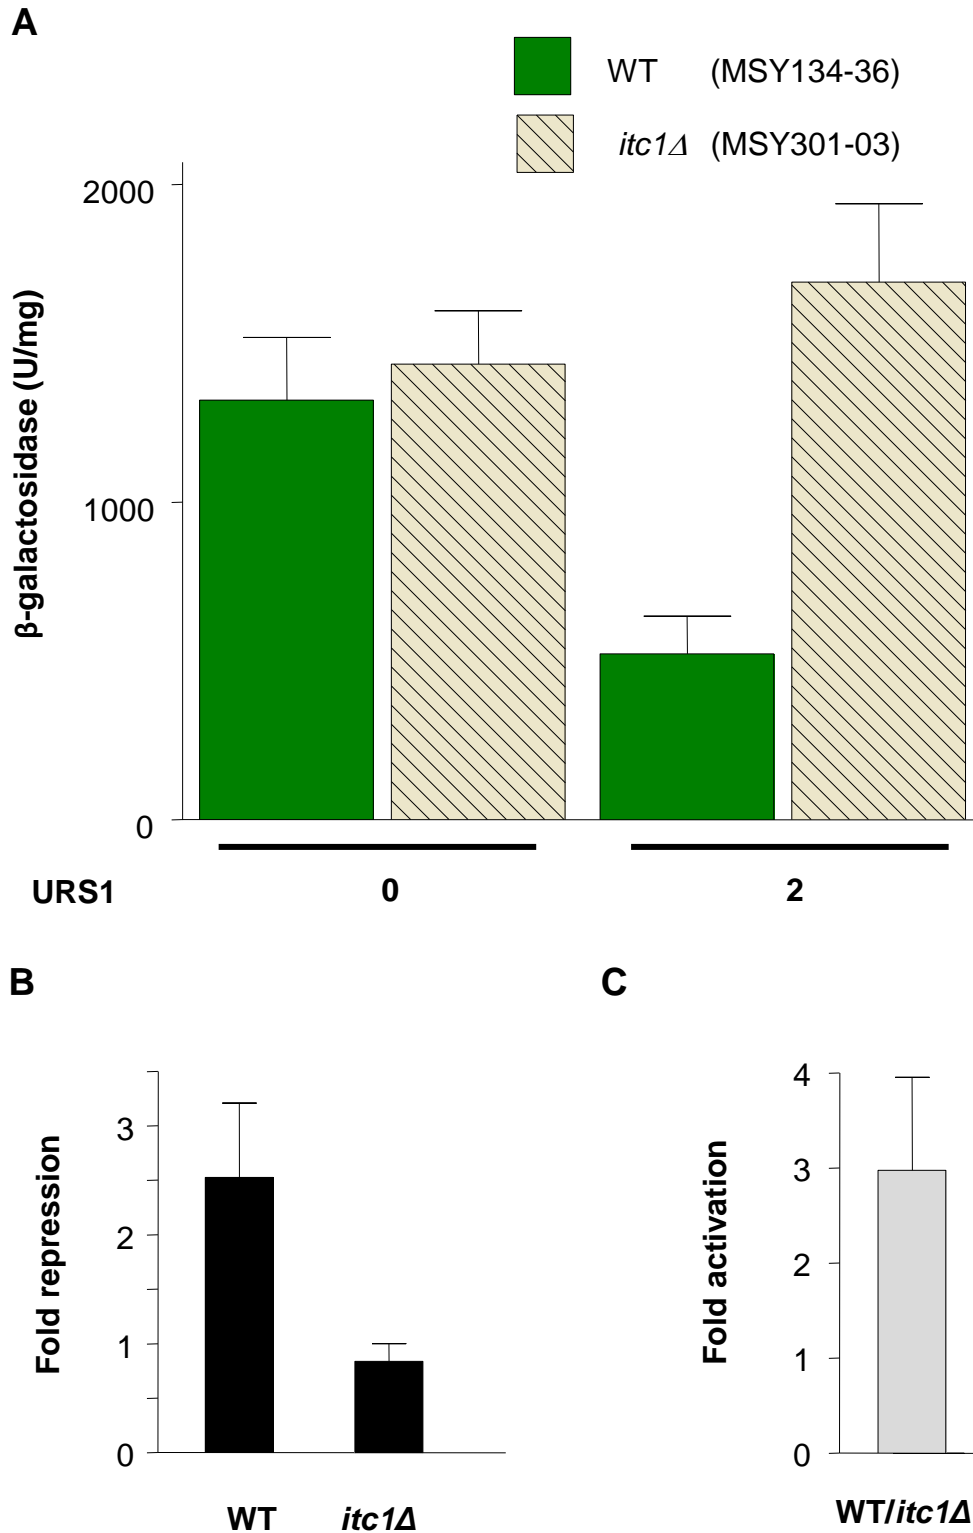 A
WT (MSY134-36)
itc1Δ (MSY301-03)
2000
1000
0
β-galactosidase (U/mg)
URS1 0 2
B
C
Fold repression
3
2
1
0
WT itc1Δ
Fold activation
4
3
2
1
0
WT/itc1Δ